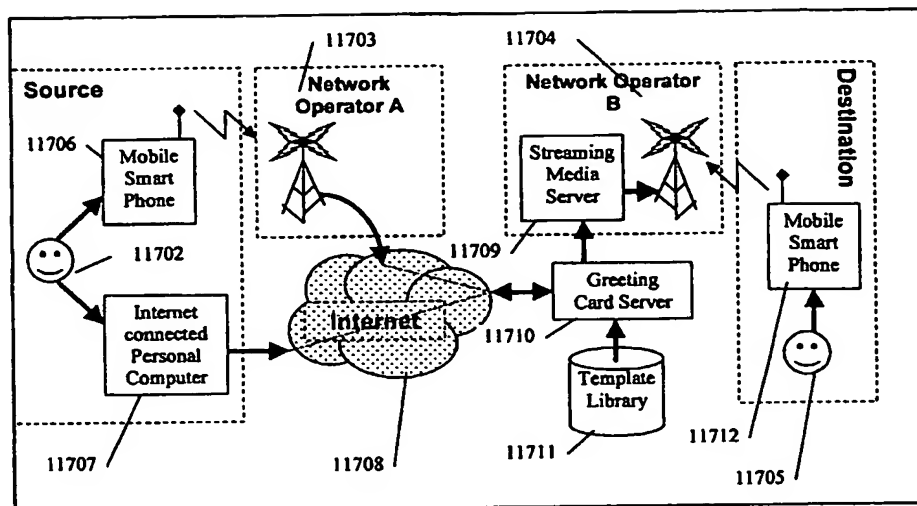 11703
11704
Source
Network
Operator A
Network Operator
B
Destination
11706
Mobile
Smart
Phone
Streaming
Media
Server
11702
11709
Mobile
Smart
Phone
Internet
connected
Personal
Computer
Internet
Greeting
Card Server
11710
Template
Library
11707
11708
11711
11712
11705